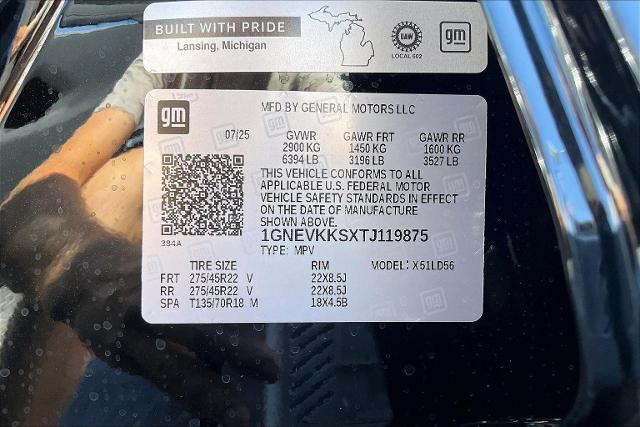 BUILT WITH PRIDE
Lansing, Michigan
UAW
LOCAL 602
gm
gm
MFD BY GENERAL MOTORS LLC
07/25 GVWR GAWR FRT GAWR RR
2900 KG 1450 KG 1600 KG
6394 LB 3196 LB 3527 LB
THIS VEHICLE CONFORMS TO ALL
APPLICABLE U.S. FEDERAL MOTOR
VEHICLE SAFETY STANDARDS IN EFFECT
ON THE DATE OF MANUFACTURE
SHOWN ABOVE.
384A
1GNEVKKSXTJ119875
TYPE: MPV
TIRE SIZE RIM MODEL: X51LD56
FRT 275/45R22 V 22X8.5J
RR 275/45R22 V 22X8.5J
SPA T135/70R18 M 18X4.5B